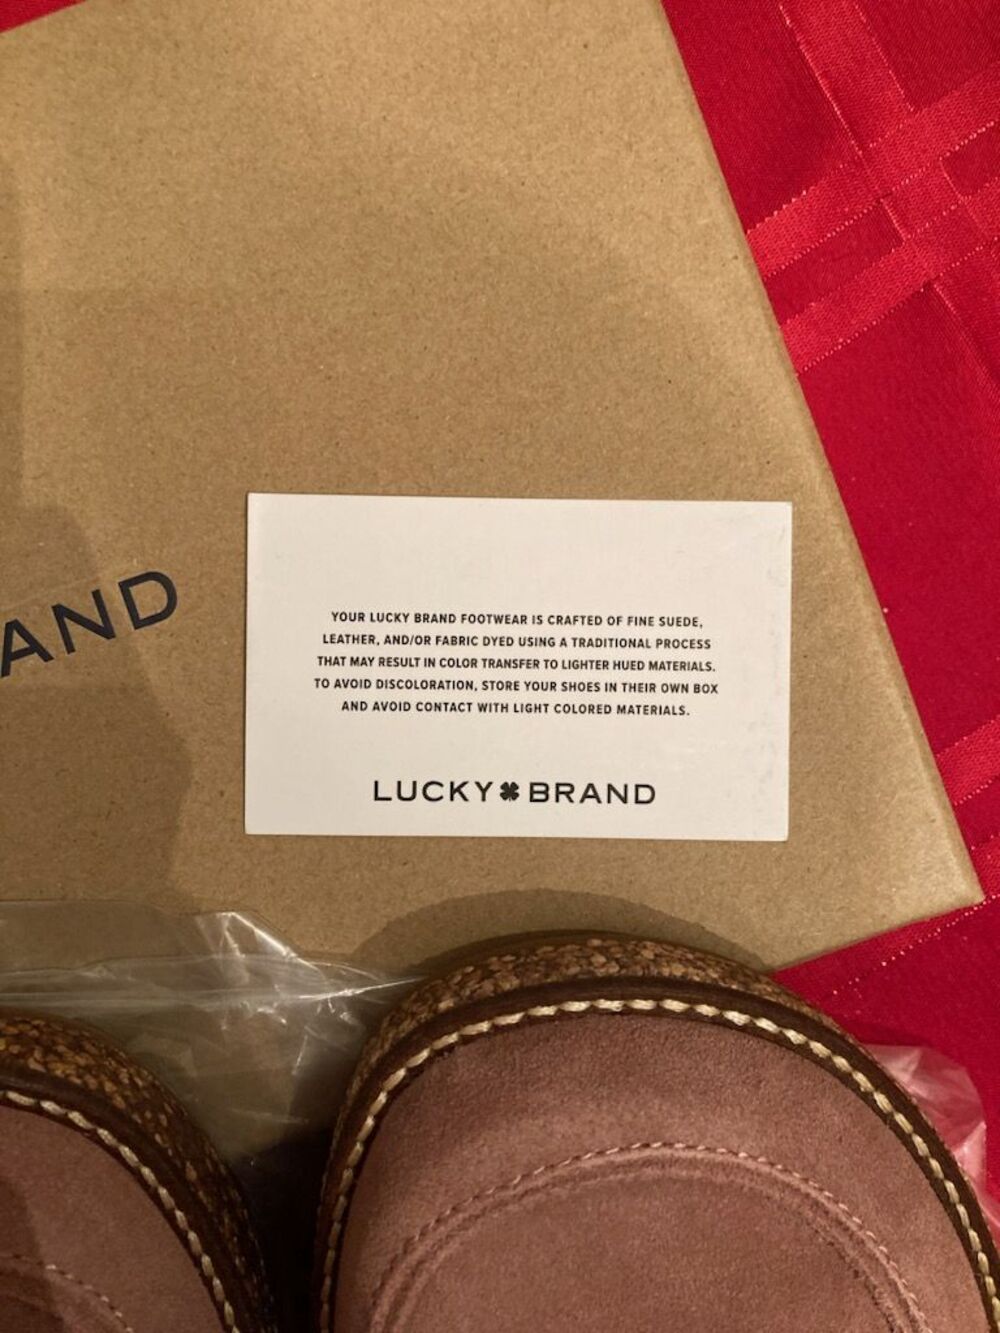 AND
YOUR LUCKY BRAND FOOTWEAR IS CRAFTED OF FINE SUEDE,
LEATHER, AND/OR FABRIC DYED USING A TRADITIONAL PROCESS
THAT MAY RESULT IN COLOR TRANSFER TO LIGHTER HUED MATERIALS.
TO AVOID DISCOLORATION, STORE YOUR SHOES IN THEIR OWN BOX
AND AVOID CONTACT WITH LIGHT COLORED MATERIALS.
LUCKY BRAND